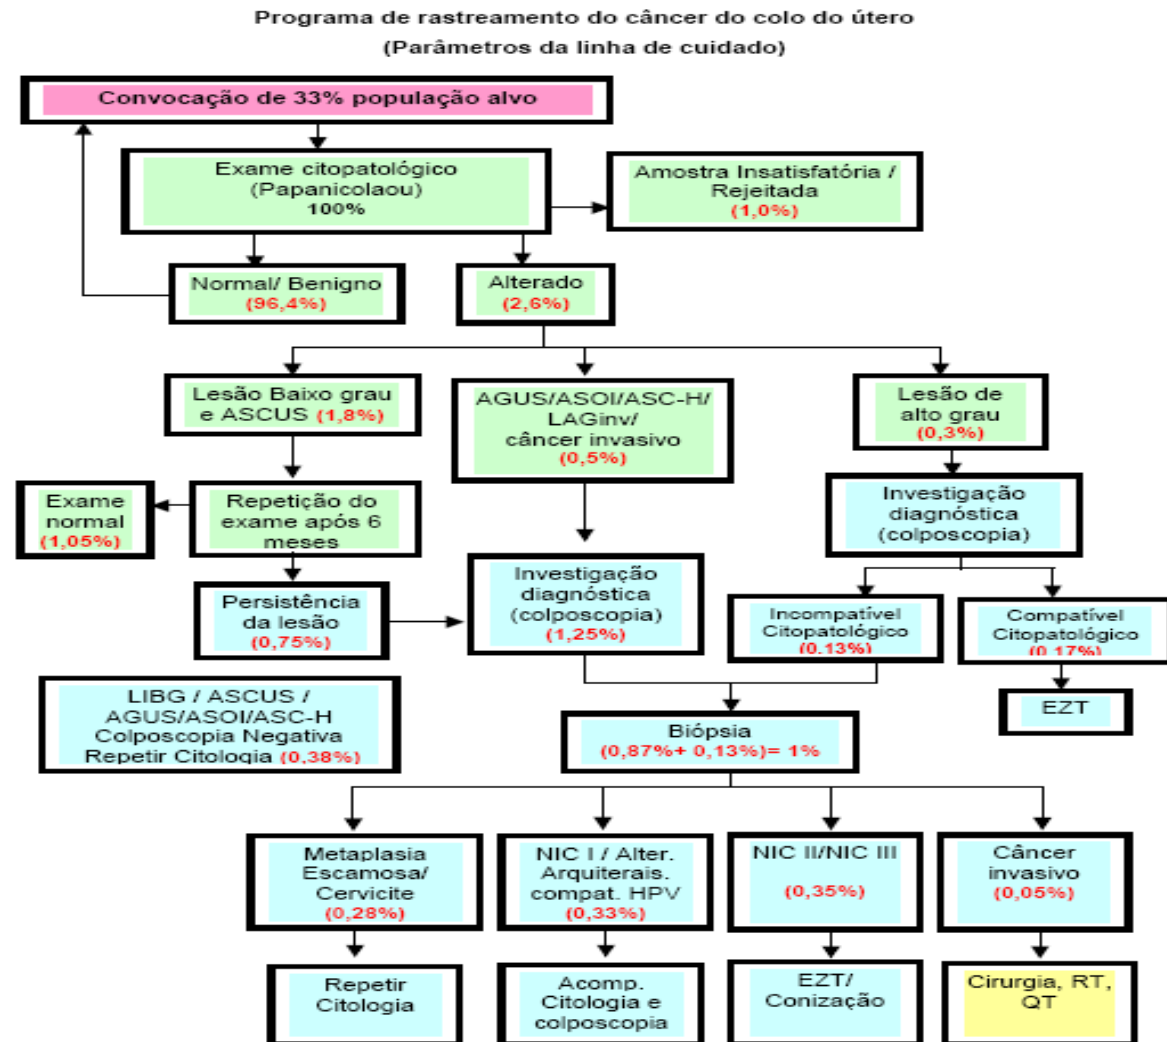 Programa de rastreamento do câncer do colo do útero
(Parâmetros da linha de cuidado)
Convocação de 33% população alvo
Exame citopatológico
(Papanicolaou)
100%
Amostra Insatisfatória /
Rejeitada
(1,0%)
Normal/ Benigno
(96,4%)
Alterado
(2,6%)
Lesão Baixo grau
e ASCUS (1,8%)
AGUS/ASOI/ASC-H/
LAGinv/
câncer invasivo
(0,5%)
Lesão de
alto grau
(0,3%)
Exame
normal
(1,05%)
Repetição do
exame após 6
meses
Investigação
diagnóstica
(colposcopia)
Persistência
da lesão
(0,75%)
Investigação
diagnóstica
(colposcopia)
(1,25%)
Incompatível
Citopatológico
(0.13%)
Compatível
Citopatológico
(0,17%)
LIBG / ASCUS /
AGUS/ASOI/ASC-H
Colposcopia Negativa
Repetir Citologia (0,38%)
EZT
Biópsia
(0,87%+ 0,13%)= 1%
Metaplasia
Escamosa/
Cervicite
(0,28%)
NIC I / Alter.
Arquiterais.
compat. HPV
(0,33%)
NIC II/NIC III
(0,35%)
Câncer
invasivo
(0,05%)
Repetir
Citologia
Acomp.
Citologia e
colposcopia
EZT/
Conização
Cirurgia, RT,
QT